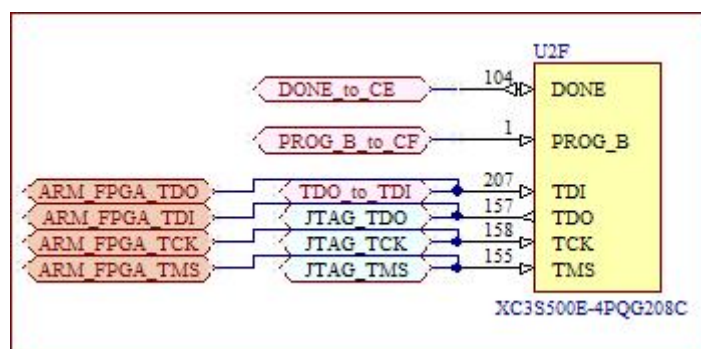 U2F
DONE_to_CE 104 DONE
PROG_B_to_CF 1 PROG_B
ARM_FPGA_TDO TDO_to_TDI 207 TDI
ARM_FPGA_TDI JTAG_TDO 157 TDO
ARM_FPGA_TCK JTAG_TCK 158 TCK
ARM_FPGA_TMS JTAG_TMS 155 TMS
XC3S500E-4PQG208C